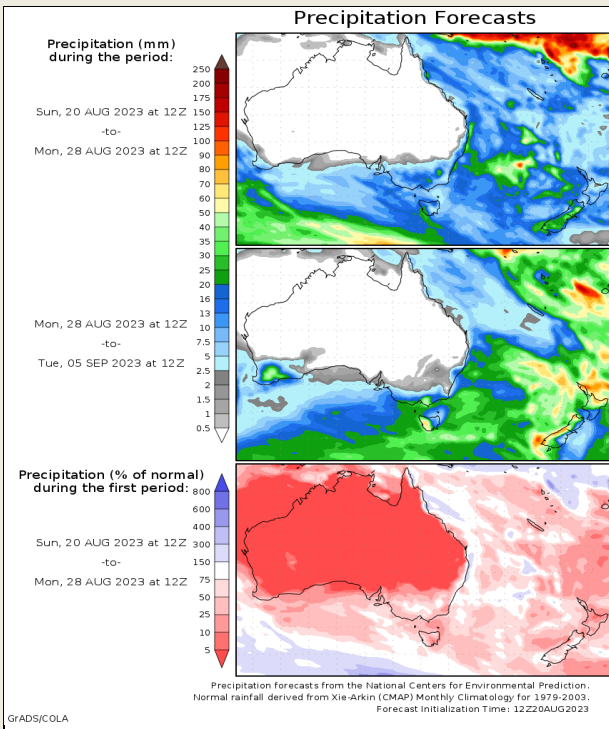 Precipitation Forecasts
Precipitation (mm)
during the period:
Sun, 20 AUG 2023 at 12Z
-to-
Mon, 28 AUG 2023 at 12Z
250
200
175
150
125
100
90
80
70
60
50
40
35
30
25
20
16
13
10
7.5
5
2.5
2
1.5
1
0.5
Mon, 28 AUG 2023 at 12Z
-to-
Tue, 05 SEP 2023 at 12Z
Precipitation (% of normal)
during the first period:
Sun, 20 AUG 2023 at 12Z
-to-
Mon, 28 AUG 2023 at 12Z
800
600
400
300
150
75
50
25
10
5
Precipitation forecasts from the National Centers for Environmental Prediction.
Normal rainfall derived from Xie-Arkin (CMAP) Monthly Climatology for 1979-2003.
Forecast Initialization Time: 12Z20AUG2023
GrADS/COLA